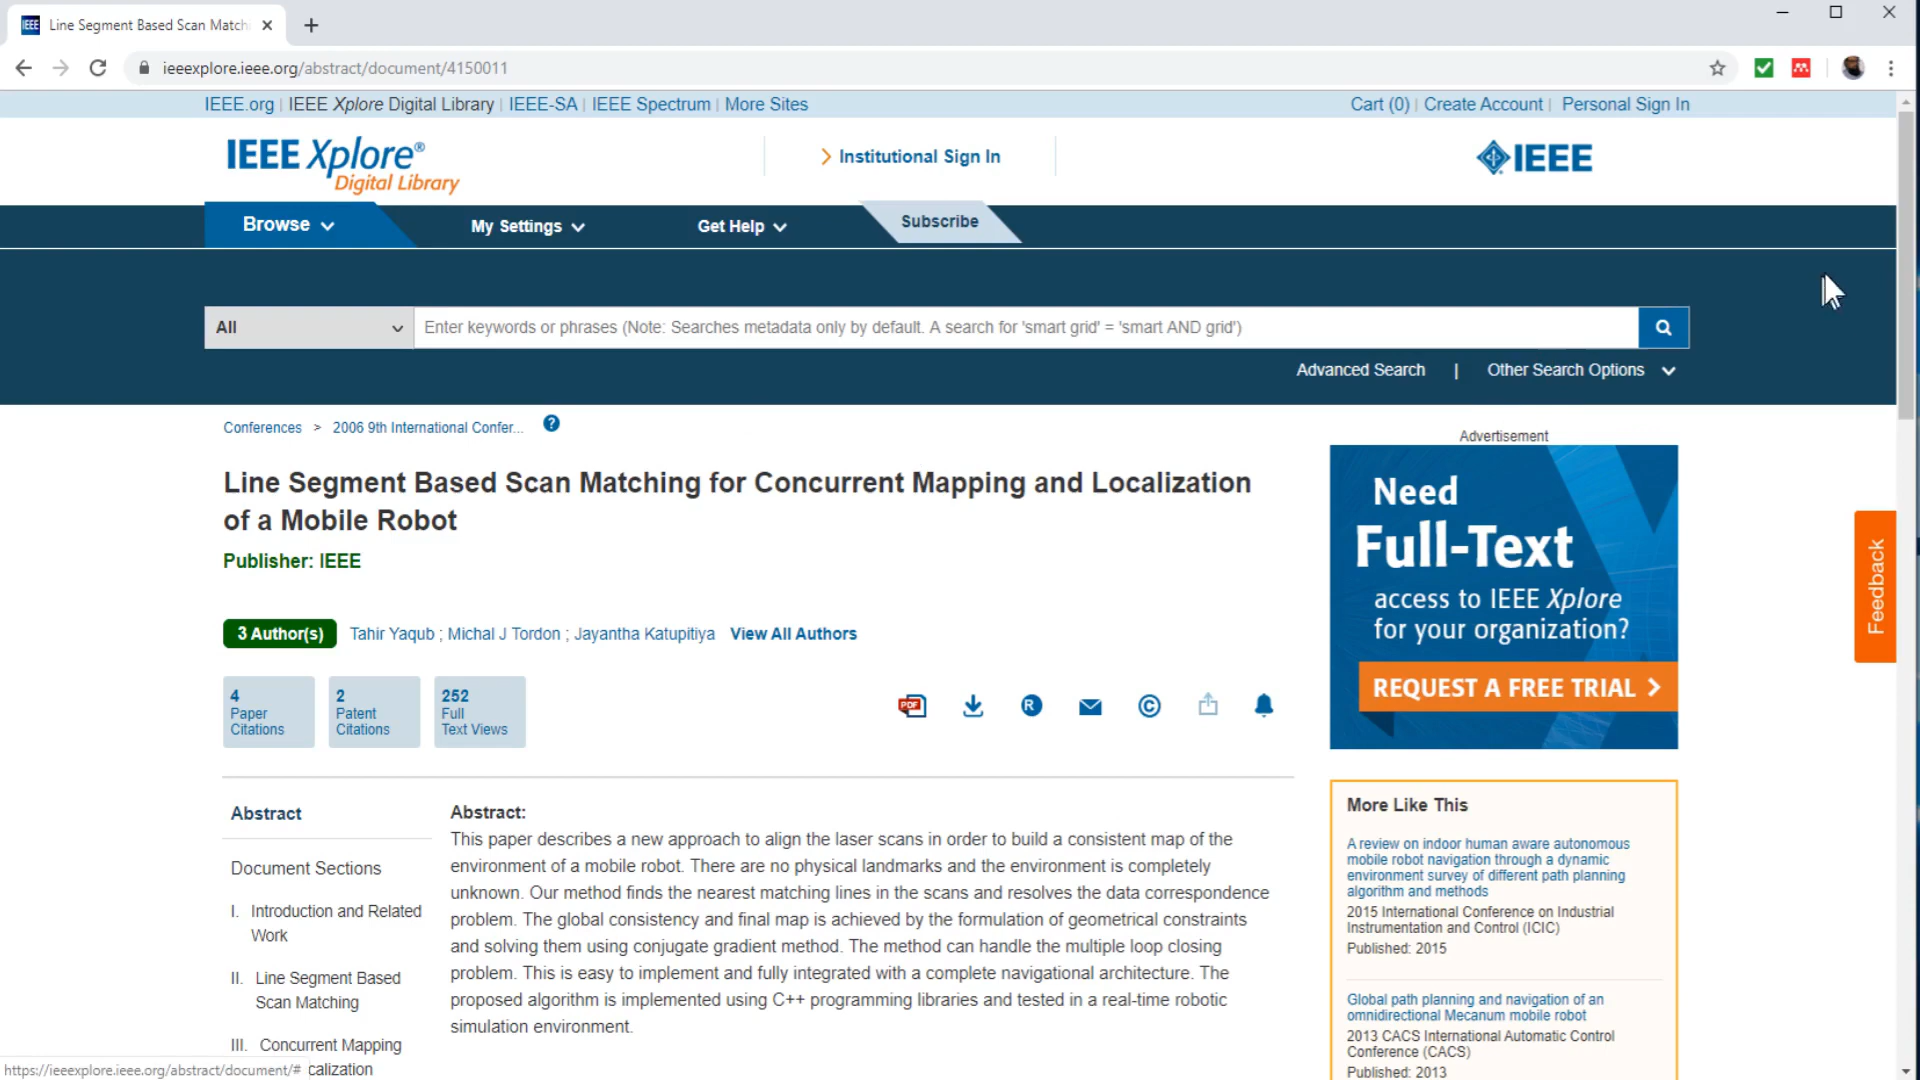 IEEE Line Segment Based Scan Match
ieeexplore.ieee.org/abstract/document/4150011
IEEE.org | IEEE Xplore Digital Library | IEEE-SA | IEEE Spectrum | More Sites
Cart (0) | Create Account | Personal Sign In
IEEE Xplore®
Digital Library
Institutional Sign In
IEEE
Browse
My Settings
Get Help
Subscribe
All
Enter keywords or phrases (Note: Searches metadata only by default. A search for 'smart grid' = 'smart AND grid')
Advanced Search | Other Search Options
Conferences > 2006 9th International Confer... ?
Line Segment Based Scan Matching for Concurrent Mapping and Localization
of a Mobile Robot
Publisher: IEEE
3 Author(s) Tahir Yaqub ; Michal J Tordon ; Jayantha Katupitiya View All Authors
4
Paper
Citations
2
Patent
Citations
252
Full
Text Views
PDF
R
©
Abstract
Document Sections
I. Introduction and Related
Work
II. Line Segment Based
Scan Matching
III. Concurrent Mapping
calization
Abstract:
This paper describes a new approach to align the laser scans in order to build a consistent map of the
environment of a mobile robot. There are no physical landmarks and the environment is completely
unknown. Our method finds the nearest matching lines in the scans and resolves the data correspondence
problem. The global consistency and final map is achieved by the formulation of geometrical constraints
and solving them using conjugate gradient method. The method can handle the multiple loop closing
problem. This is easy to implement and fully integrated with a complete navigational architecture. The
proposed algorithm is implemented using C++ programming libraries and tested in a real-time robotic
simulation environment.
Advertisement
Need
Full-Text
access to IEEE Xplore
for your organization?
REQUEST A FREE TRIAL
More Like This
A review on indoor human aware autonomous
mobile robot navigation through a dynamic
environment survey of different path planning
algorithm and methods
2015 International Conference on Industrial
Instrumentation and Control (ICIC)
Published: 2015
Global path planning and navigation of an
omnidirectional Mecanum mobile robot
2013 CACS International Automatic Control
Conference (CACS)
Published: 2013
Feedback
https://ieeexplore.ieee.org/abstract/document/#